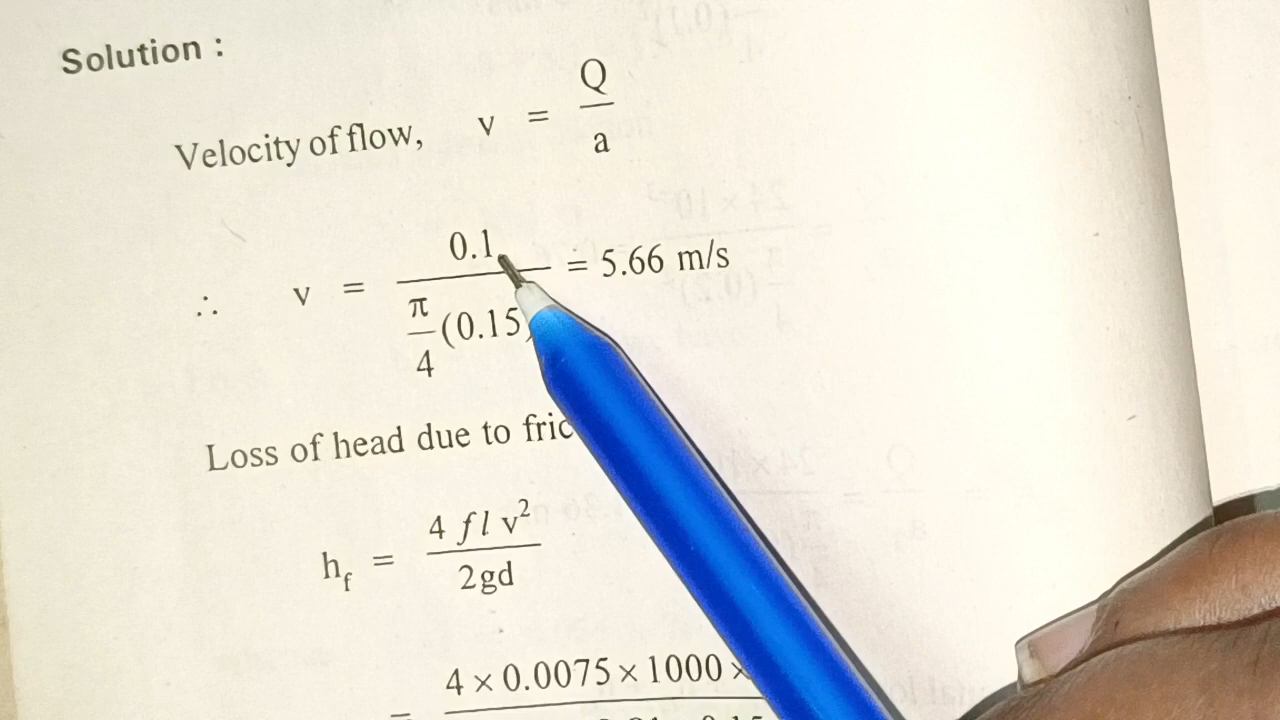 Solution :
Velocity of flow, v = Q / a
∴ v = 0.1 / π/4 (0.15 = 5.66 m/s
Loss of head due to
h_f = 4 f l v² / 2gd
= 4 × 0.0075 × 1000 ×